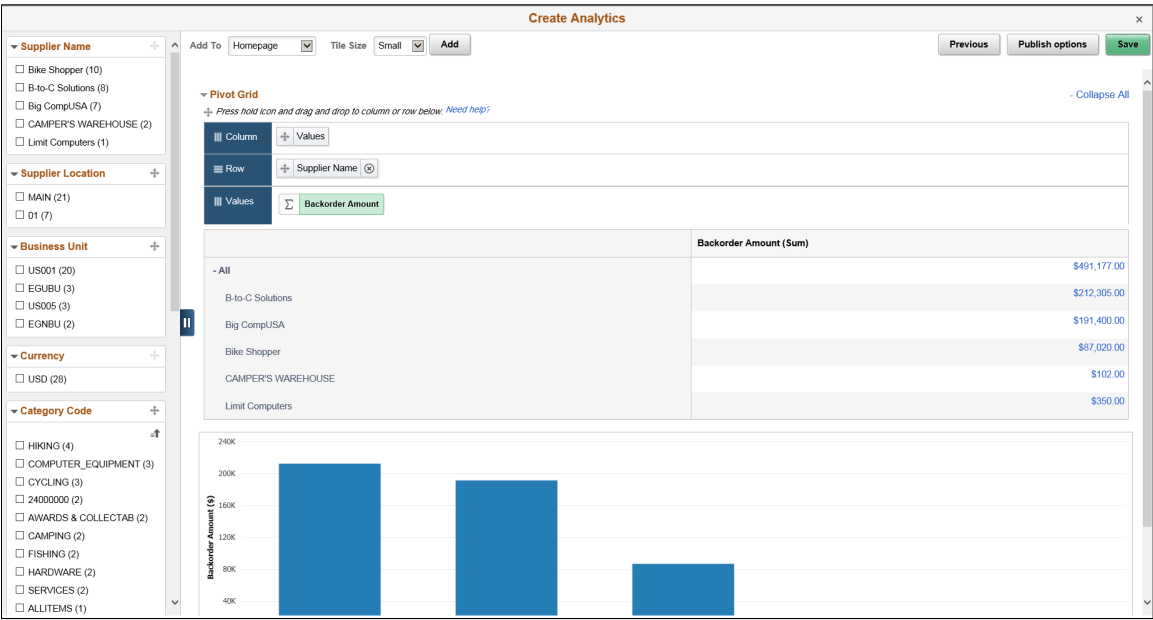 Create Analytics
×
Supplier Name
Bike Shopper (10)
B-to-C Solutions (8)
Big CompUSA (7)
CAMPER'S WAREHOUSE (2)
Limit Computers (1)
Supplier Location
MAIN (21)
01 (7)
Business Unit
US001 (20)
EGUBU (3)
US005 (3)
EGNBU (2)
Currency
USD (28)
Category Code
HIKING (4)
COMPUTER_EQUIPMENT (3)
CYCLING (3)
24000000 (2)
AWARDS & COLLECTAB (2)
CAMPING (2)
FISHING (2)
HARDWARE (2)
SERVICES (2)
ALLITEMS (1)
Add To Homepage Tile Size Small Add Previous Publish options Save
Pivot Grid - Collapse All
Press hold icon and drag and drop to column or row below. Need help?
Column Values
Row Supplier Name
Values Σ Backorder Amount
Backorder Amount (Sum)
- All $491,177.00
B-to-C Solutions $212,305.00
Big CompUSA $191,400.00
Bike Shopper $87,020.00
CAMPER'S WAREHOUSE $102.00
Limit Computers $350.00
Backorder Amount ($)
240K
200K
160K
120K
80K
40K